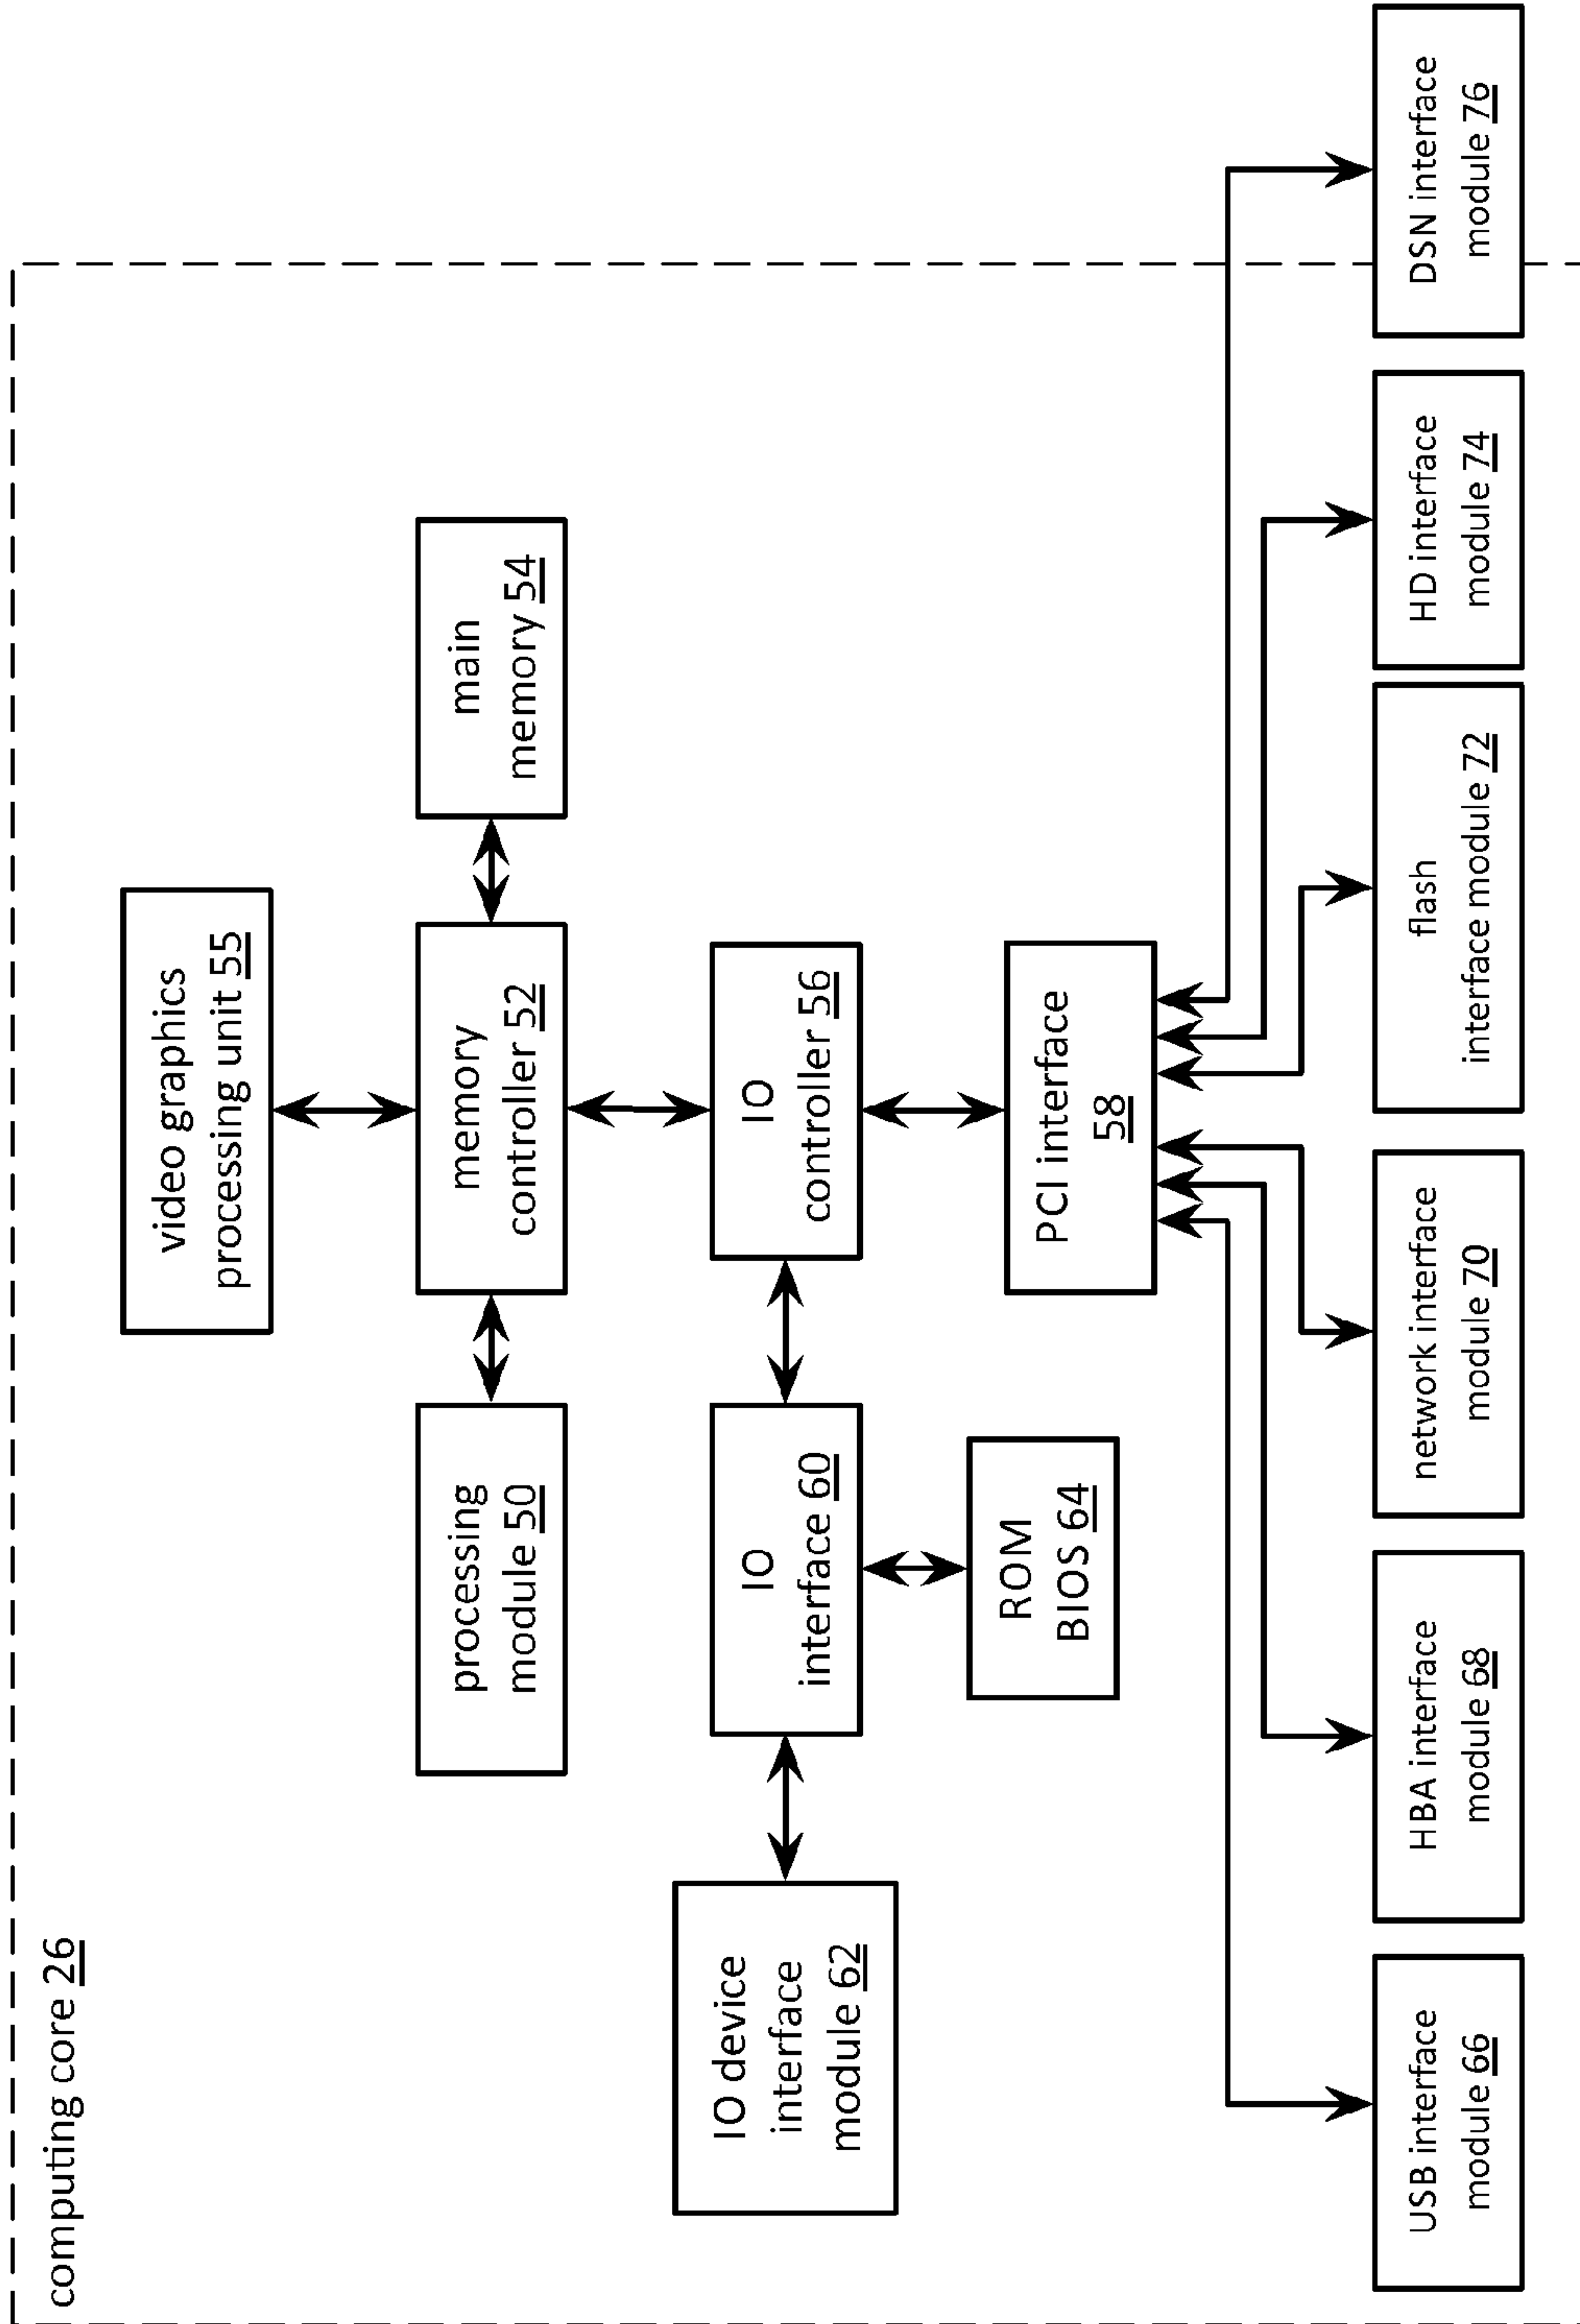 computing core 26
video graphics
processing unit 55
processing
module 50
memory
controller 52
main
memory 54
IO device
interface
module 62
IO
interface 60
IO
controller 56
ROM
BIOS 64
PCI interface
58
USB interface
module 66
HBA interface
module 68
network interface
module 70
flash
interface module 72
HD interface
module 74
DSN interface
module 76